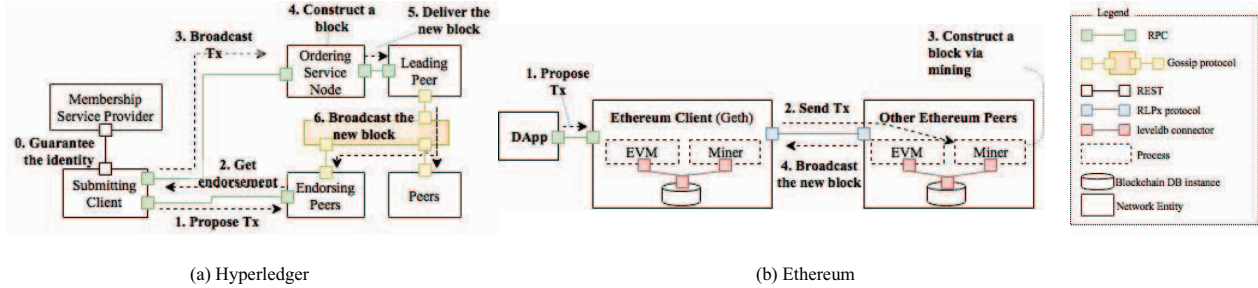 4. Construct a
block
5. Deliver the
new block
3. Broadcast
Tx
Ordering
Service
Node
Leading
Peer
Membership
Service Provider
6. Broadcast the
new block
0. Guarantee
the identity
2. Get
endorsement
Submitting
Client
Endorsing
Peers
Peers
1. Propose Tx
(a) Hyperledger
3. Construct a
block via
mining
1. Propose
Tx
2. Send Tx
DApp
Ethereum Client (Geth)
Other Ethereum Peers
EVM
Miner
EVM
Miner
4. Broadcast
the new block
(b) Ethereum
Legend
RPC
Gossip protocol
REST
RLPx protocol
leveldb connector
Process
Blockchain DB instance
Network Entity